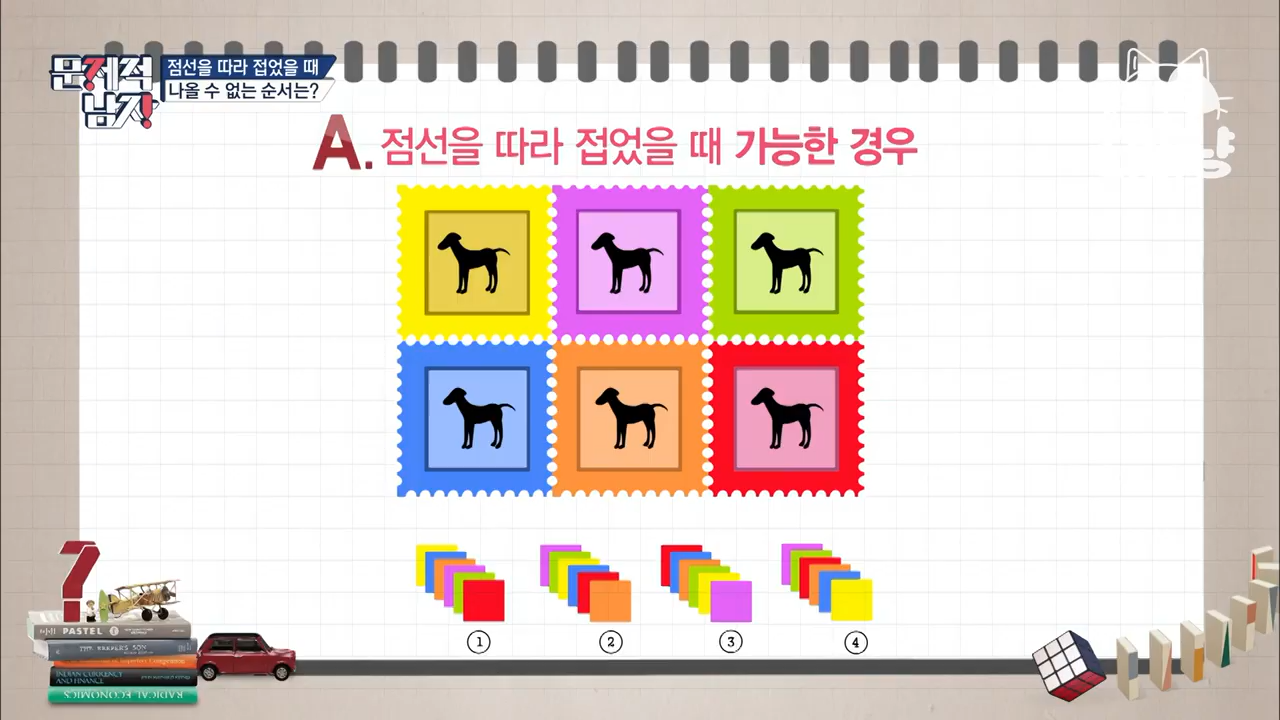 문제적
남자
점선을 따라 접었을 때
나올 수 없는 순서는?
A. 점선을 따라 접었을 때 가능한 경우
① ② ③ ④
PASTEL
THE KEEPER'S SON
INDIAN CURRENCY
AND FINANCE
RADICAL ECONOMICS